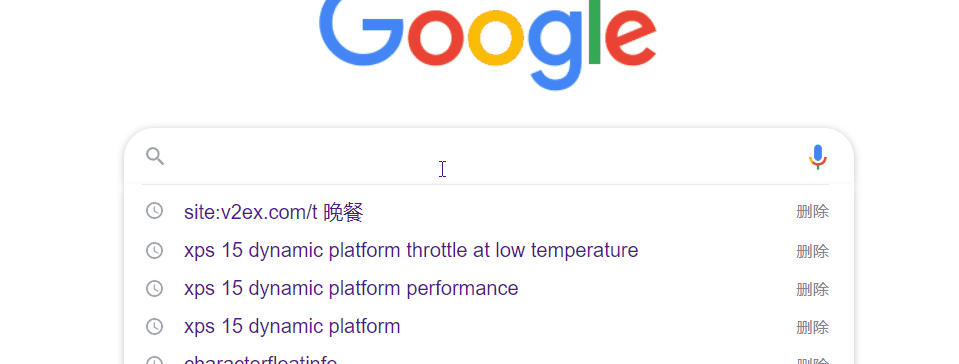 Google
site:v2ex.com/t 晚餐 删除
xps 15 dynamic platform throttle at low temperature 删除
xps 15 dynamic platform performance 删除
xps 15 dynamic platform 删除
characterfloatinfo 删除